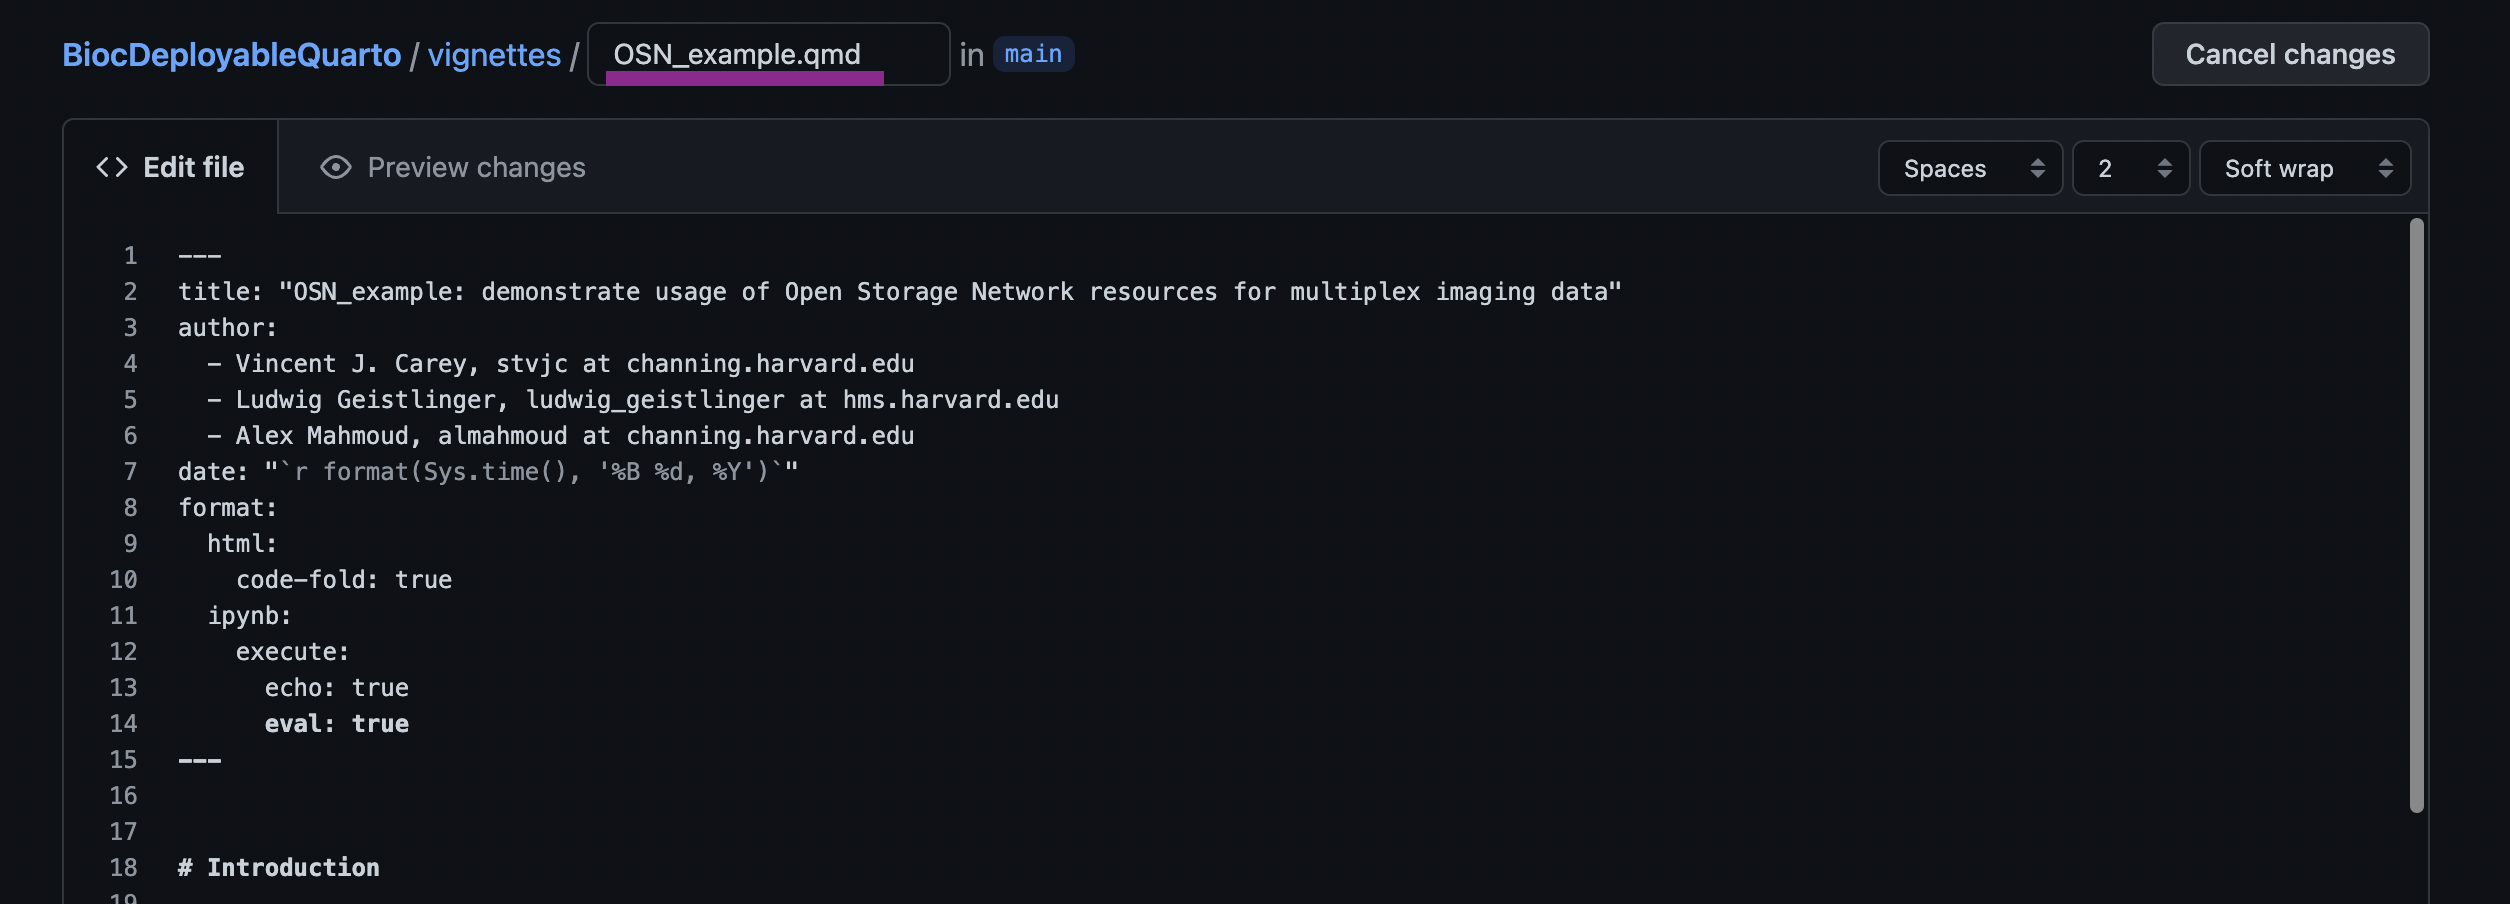 BiocDeployableQuarto / vignettes / OSN_example.qmd in main Cancel changes
Edit file Preview changes Spaces 2 Soft wrap
1 ---
2 title: "OSN_example: demonstrate usage of Open Storage Network resources for multiplex imaging data"
3 author:
4   - Vincent J. Carey, stvjc at channing.harvard.edu
5   - Ludwig Geistlinger, ludwig_geistlinger at hms.harvard.edu
6   - Alex Mahmoud, almahmoud at channing.harvard.edu
7 date: "`r format(Sys.time(), '%B %d, %Y')`"
8 format:
9   html:
10     code-fold: true
11   ipynb:
12     execute:
13       echo: true
14       eval: true
15 ---
16
17
18 # Introduction
19